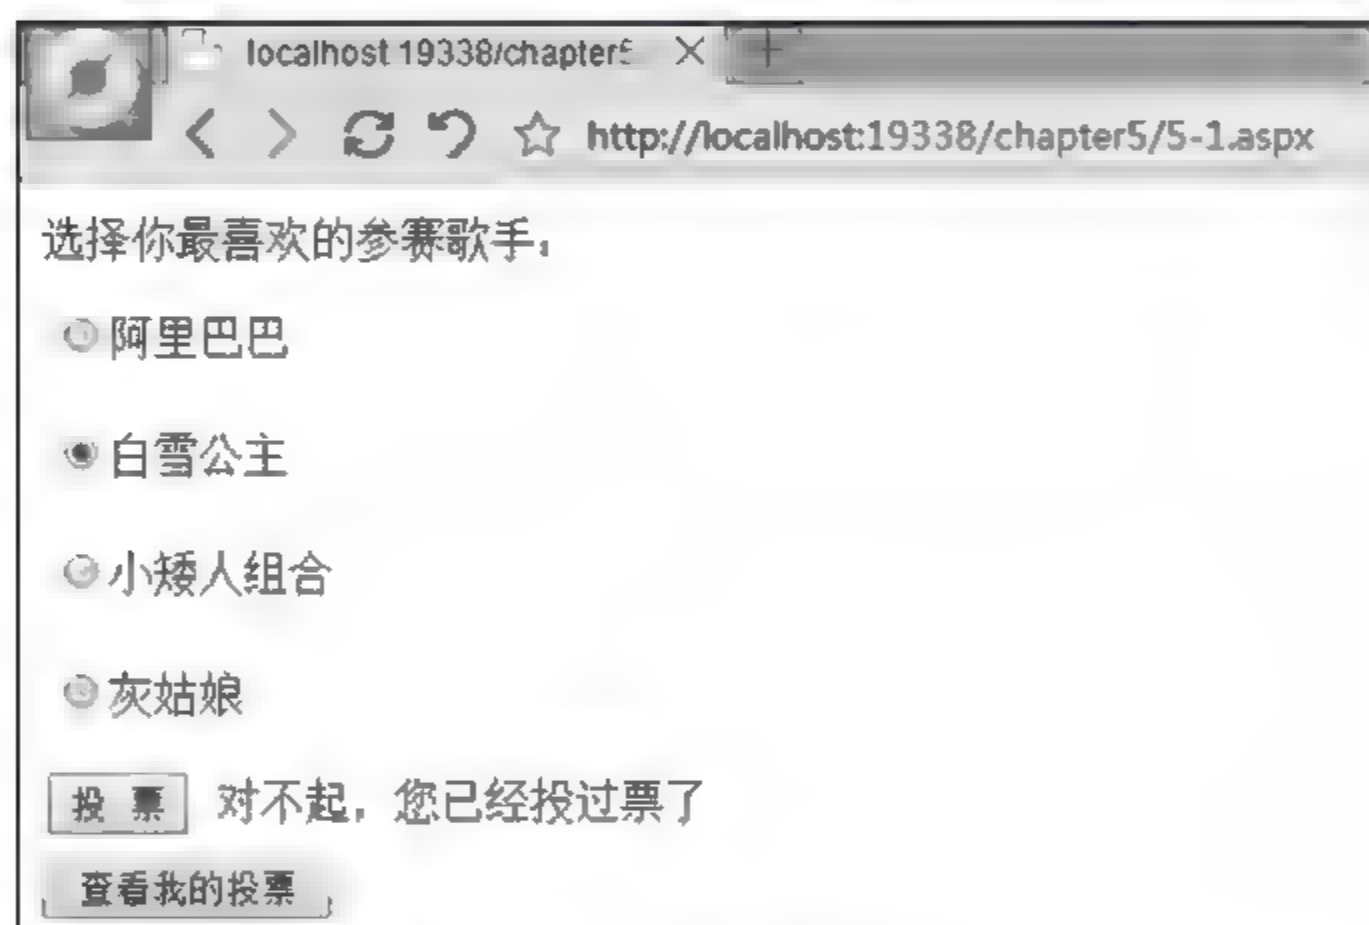 localhost:19338/chapter5
http://localhost:19338/chapter5/5-1.aspx
选择你最喜欢的参赛歌手:
阿里巴巴
白雪公主
小矮人组合
灰姑娘
投 票 对不起，您已经投过票了
查看我的投票